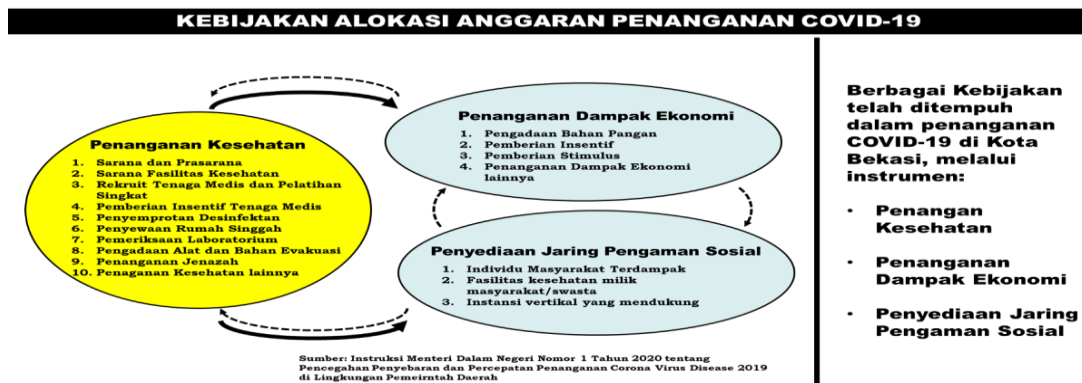 KEBIJAKAN ALOKASI ANGGARAN PENANGANAN COVID-19
Penanganan Kesehatan
1. Sarana dan Prasarana
2. Sarana Fasilitas Kesehatan
3. Rekruit Tenaga Medis dan Pelatihan
Singkat
4. Pemberian Insentif Tenaga Medis
5. Penyemprotan Desinfektan
6. Penyewaan Rumah Singgah
7. Pemeriksaan Laboratorium
8. Pengadaan Alat dan Bahan Evakuasi
9. Penanganan Jenazah
10. Penaganan Kesehatan lainnya
Penanganan Dampak Ekonomi
1. Pengadaan Bahan Pangan
2. Pemberian Insentif
3. Pemberian Stimulus
4. Penanganan Dampak Ekonomi
lainnya
Penyediaan Jaring Pengaman Sosial
1. Individu Masyarakat Terdampak
2. Fasilitas kesehatan milik
masyarakat/swasta
3. Instansi vertikal yang mendukung
Sumber: Instruksi Menteri Dalam Negeri Nomor 1 Tahun 2020 tentang
Pencegahan Penyebaran dan Percepatan Penanganan Corona Virus Disease 2019
di Lingkungan Pemeirntah Daerah
Berbagai Kebijakan
telah ditempuh
dalam penanganan
COVID-19 di Kota
Bekasi, melalui
instrumen:
• Penangan
Kesehatan
• Penanganan
Dampak Ekonomi
• Penyediaan Jaring
Pengaman Sosial